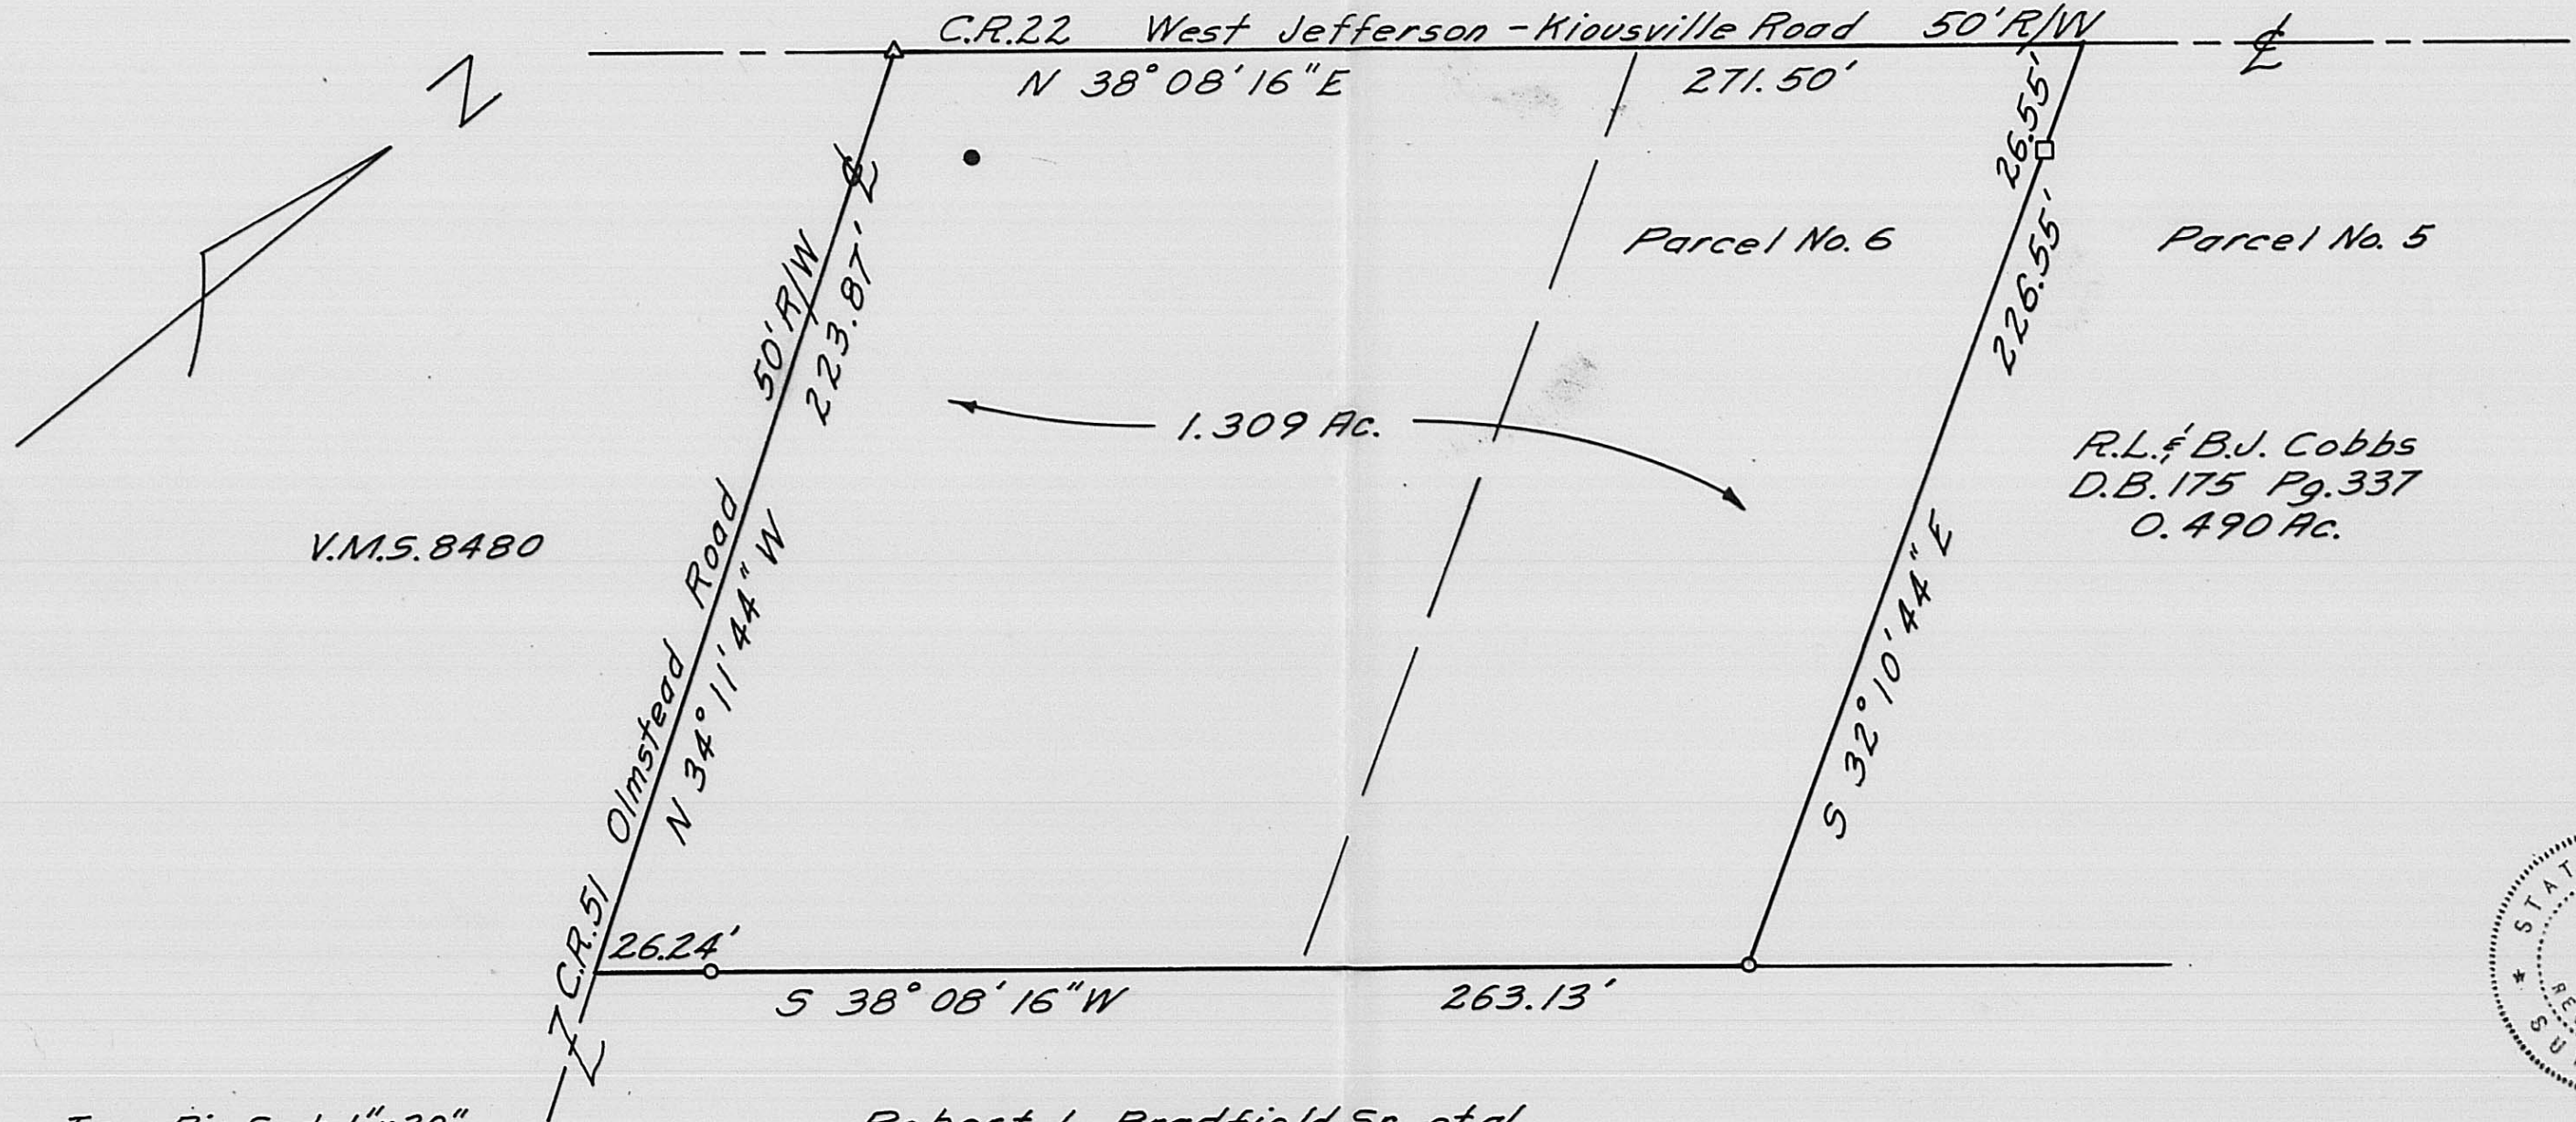 C.R.22 West Jefferson - Kiousville Road 50' R/W ℄
N 38° 08' 16" E 271.50'
N
26.55'
℄
Parcel No. 6
Parcel No. 5
226.55'
50' R/W
223.87'
1.309 Ac.
R.L. & B.J. Cobbs
D.B. 175 Pg. 337
0.490 Ac.
V.M.S. 8480
C.R. 51 Olmstead Road
N 34° 11' 44" W
S 32° 10' 44" E
26.24'
S 38° 08' 16" W 263.13'
℄
STAT